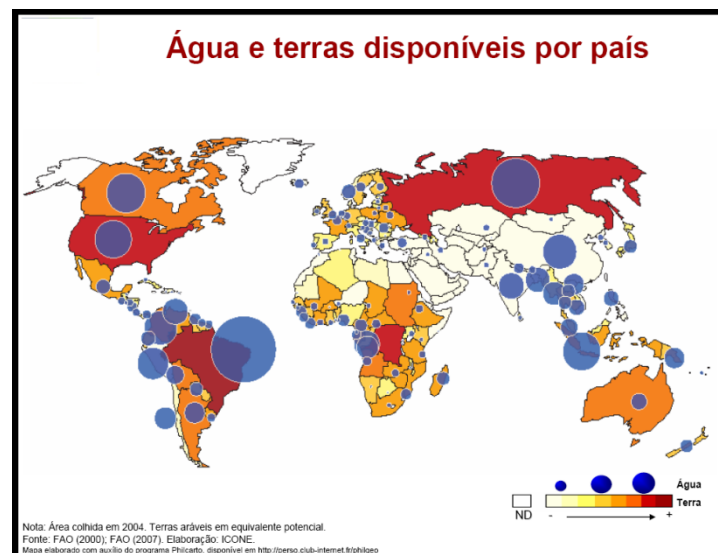 Água e terras disponíveis por país
Água
Terra
ND
- +
Nota: Área colhida em 2004. Terras aráveis em equivalente potencial.
Fonte: FAO (2000); FAO (2007). Elaboração: ICONE.
Mapa elaborado com auxílio do programa Philcarto, disponível em http://perso.club-internet.fr/philgeo